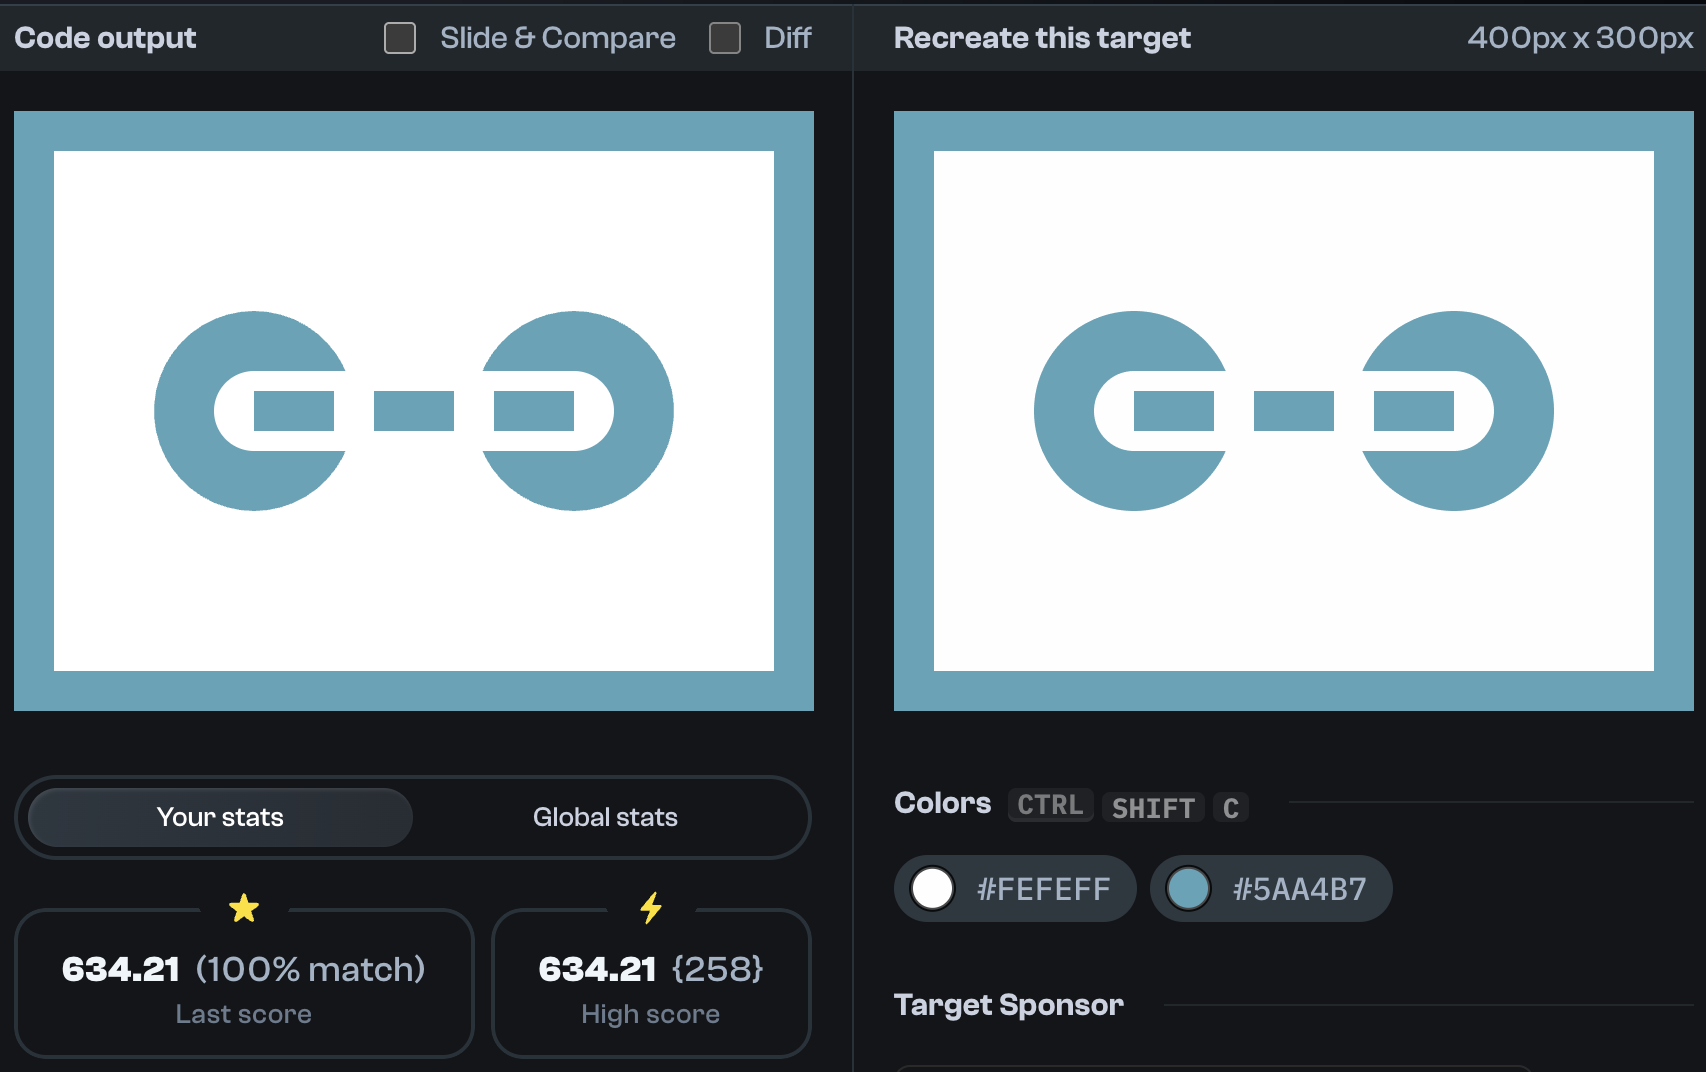 Code output
Slide & Compare
Diff
Recreate this target
400px x 300px
Your stats
Global stats
634.21 (100% match)
Last score
634.21 {258}
High score
Colors CTRL SHIFT C
#FEFEFF
#5AA4B7
Target Sponsor